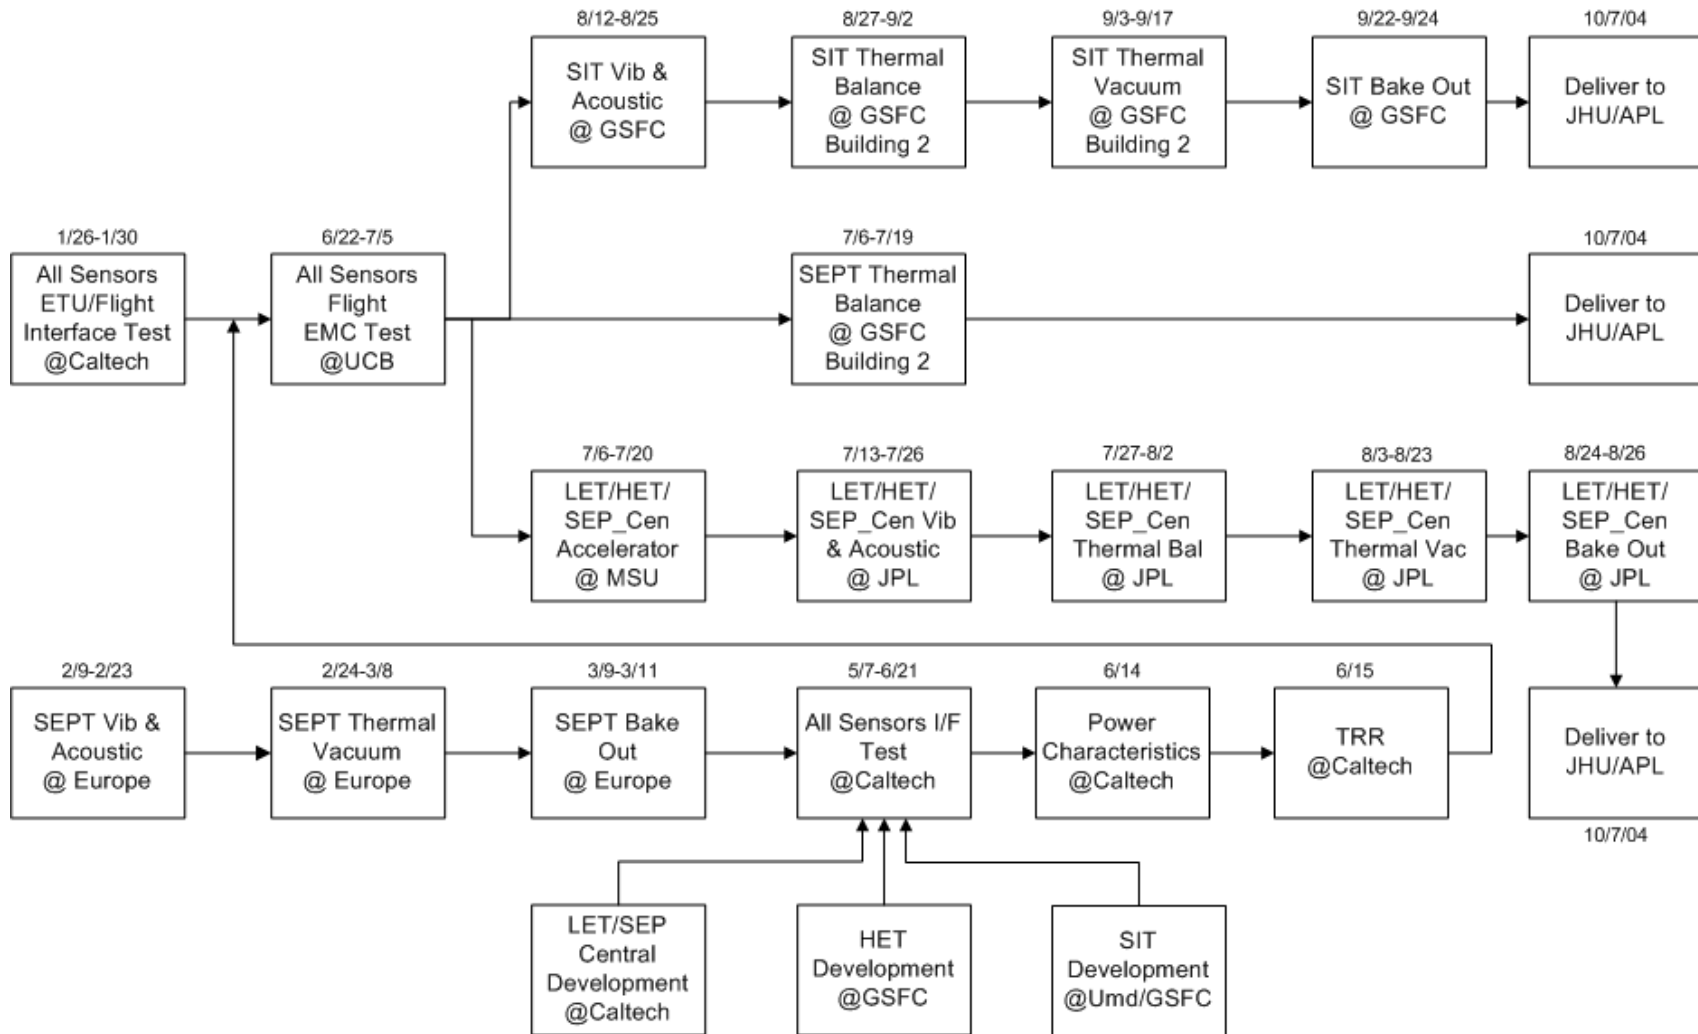 8/12-8/25
SIT Vib &
Acoustic
@ GSFC
8/27-9/2
SIT Thermal
Balance
@ GSFC
Building 2
9/3-9/17
SIT Thermal
Vacuum
@ GSFC
Building 2
9/22-9/24
SIT Bake Out
@ GSFC
10/7/04
Deliver to
JHU/APL
1/26-1/30
All Sensors
ETU/Flight
Interface Test
@Caltech
6/22-7/5
All Sensors
Flight
EMC Test
@UCB
7/6-7/19
SEPT Thermal
Balance
@ GSFC
Building 2
10/7/04
Deliver to
JHU/APL
7/6-7/20
LET/HET/
SEP_Cen
Accelerator
@ MSU
7/13-7/26
LET/HET/
SEP_Cen Vib
& Acoustic
@ JPL
7/27-8/2
LET/HET/
SEP_Cen
Thermal Bal
@ JPL
8/3-8/23
LET/HET/
SEP_Cen
Thermal Vac
@ JPL
8/24-8/26
LET/HET/
SEP_Cen
Bake Out
@ JPL
2/9-2/23
SEPT Vib &
Acoustic
@ Europe
2/24-3/8
SEPT Thermal
Vacuum
@ Europe
3/9-3/11
SEPT Bake
Out
@ Europe
5/7-6/21
All Sensors I/F
Test
@Caltech
6/14
Power
Characteristics
@Caltech
6/15
TRR
@Caltech
Deliver to
JHU/APL
10/7/04
LET/SEP
Central
Development
@Caltech
HET
Development
@GSFC
SIT
Development
@Umd/GSFC